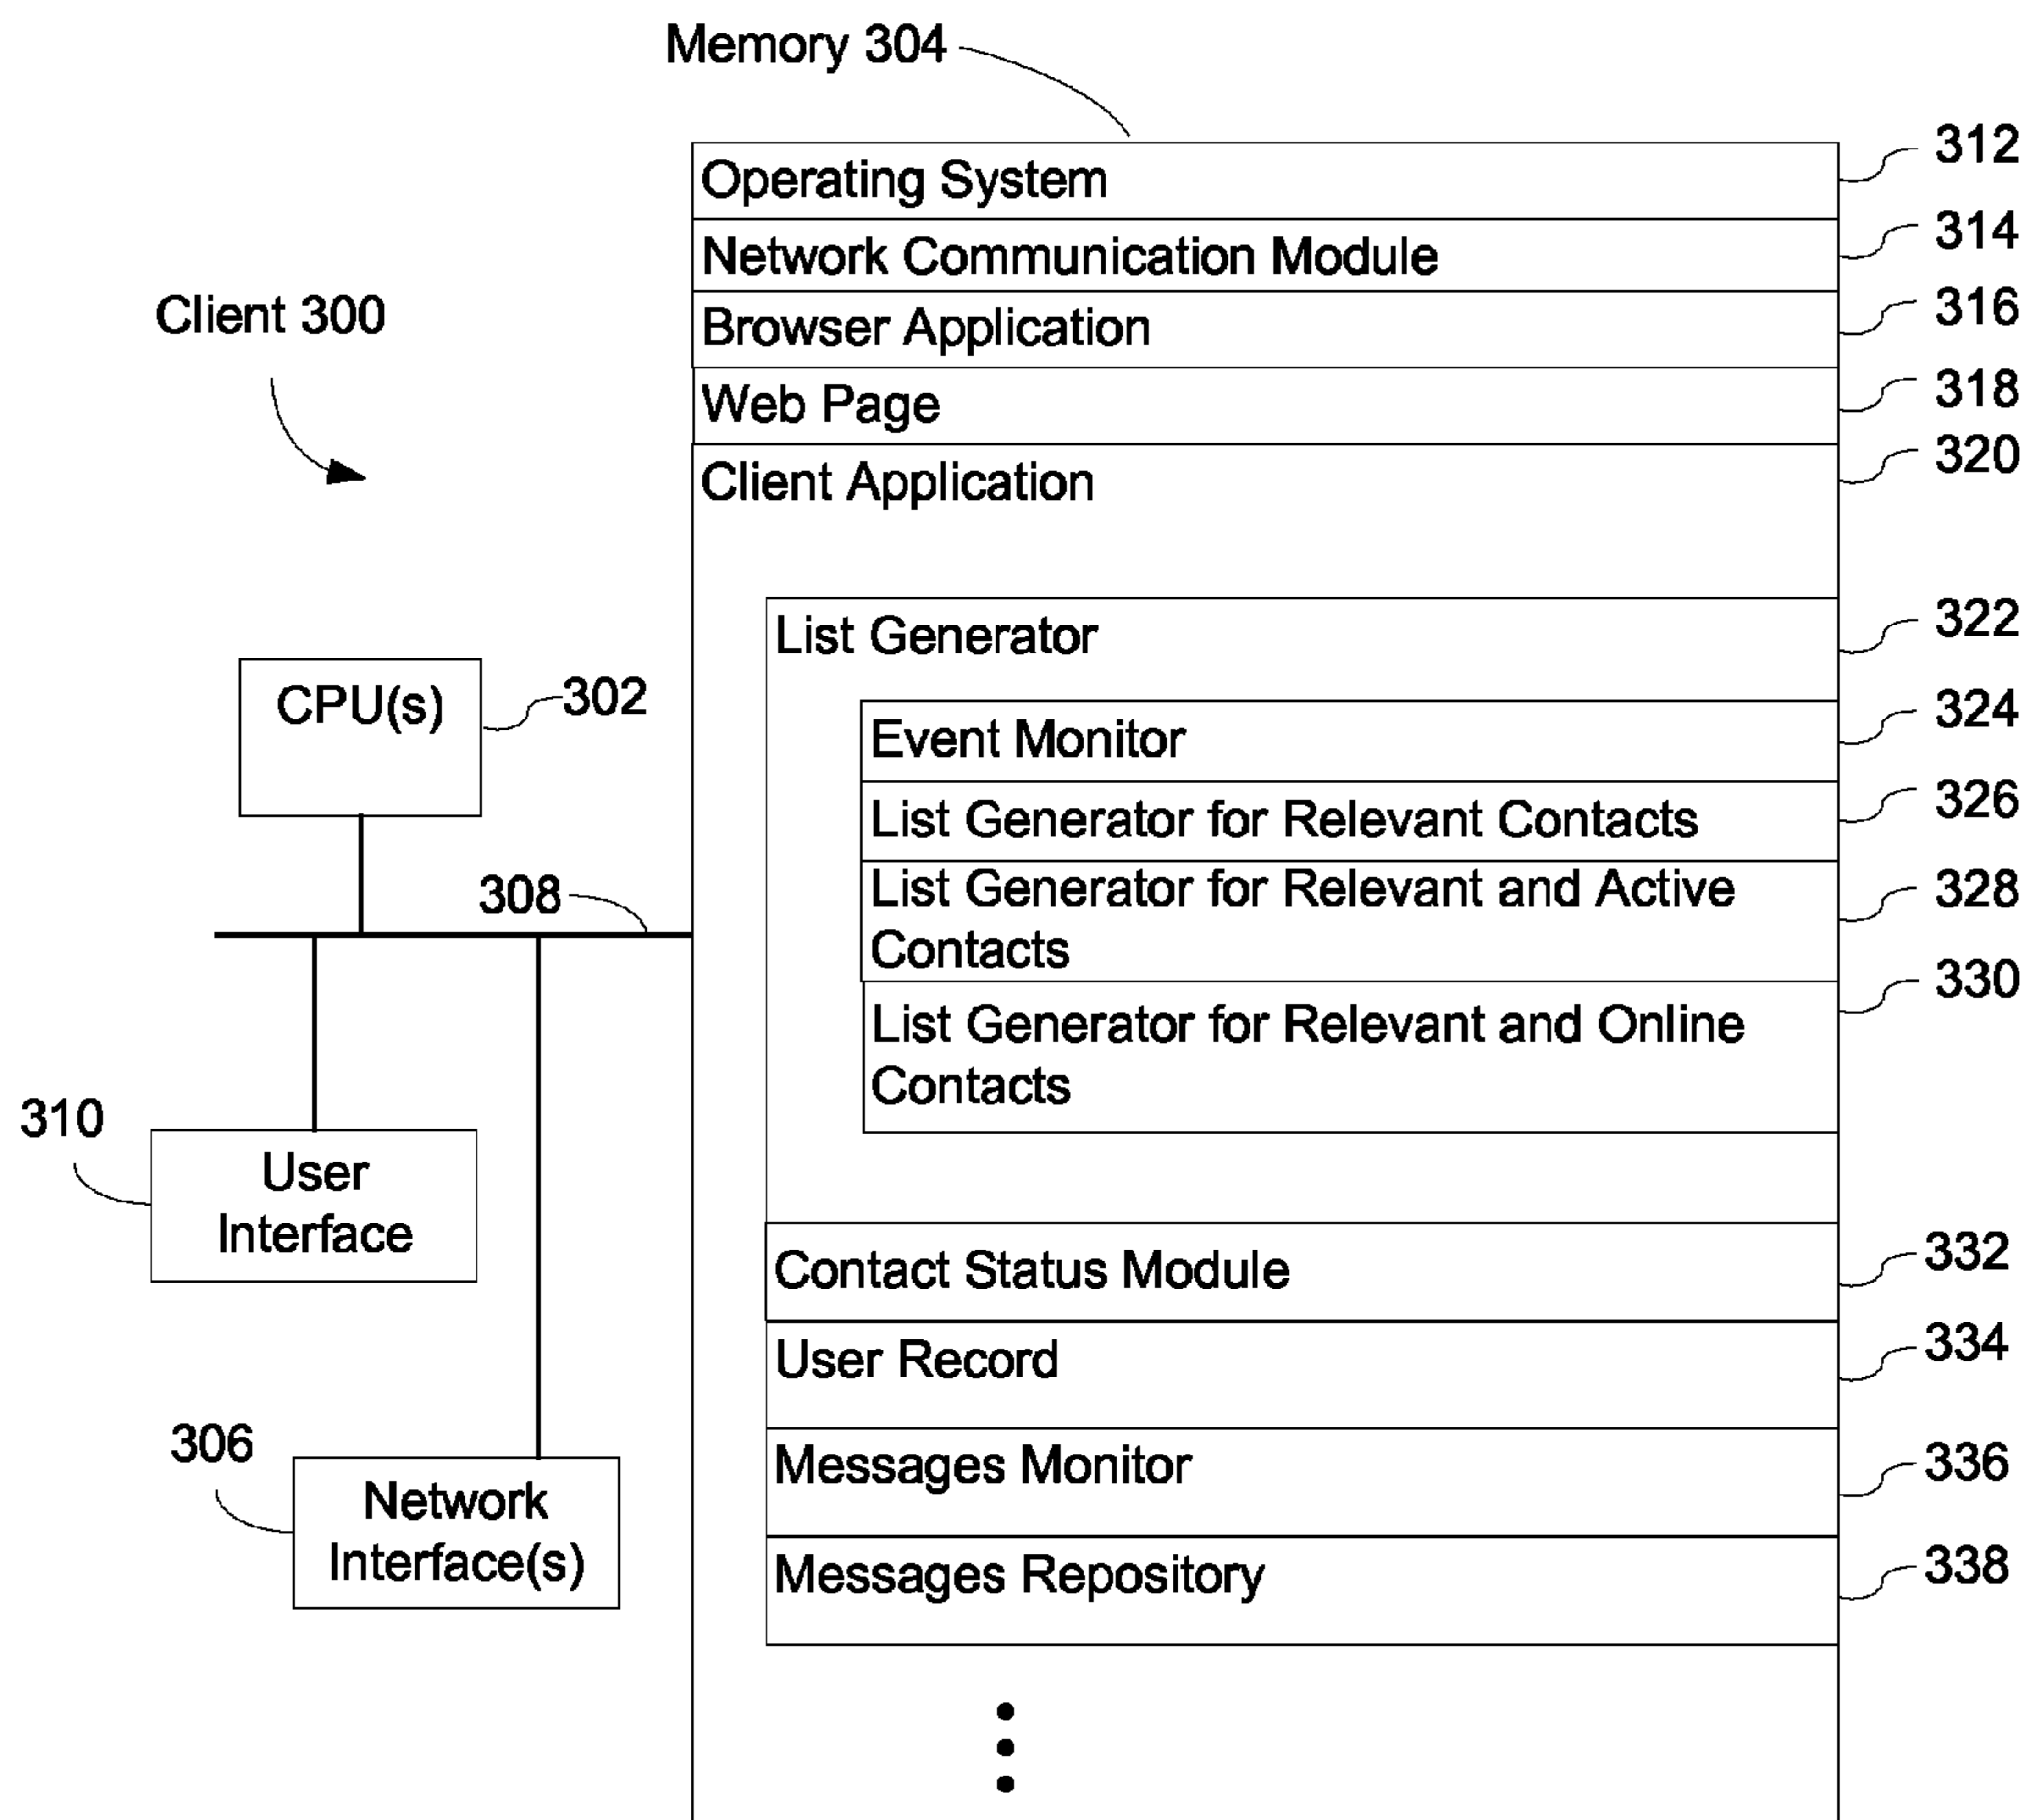 Memory 304
Operating System
312
Network Communication Module
314
Browser Application
316
Web Page
318
Client Application
320
Client 300
List Generator
322
Event Monitor
324
List Generator for Relevant Contacts
326
List Generator for Relevant and Active
Contacts
328
List Generator for Relevant and Online
Contacts
330
Contact Status Module
332
User Record
334
Messages Monitor
336
Messages Repository
338
CPU(s)
302
308
310
User
Interface
306
Network
Interface(s)